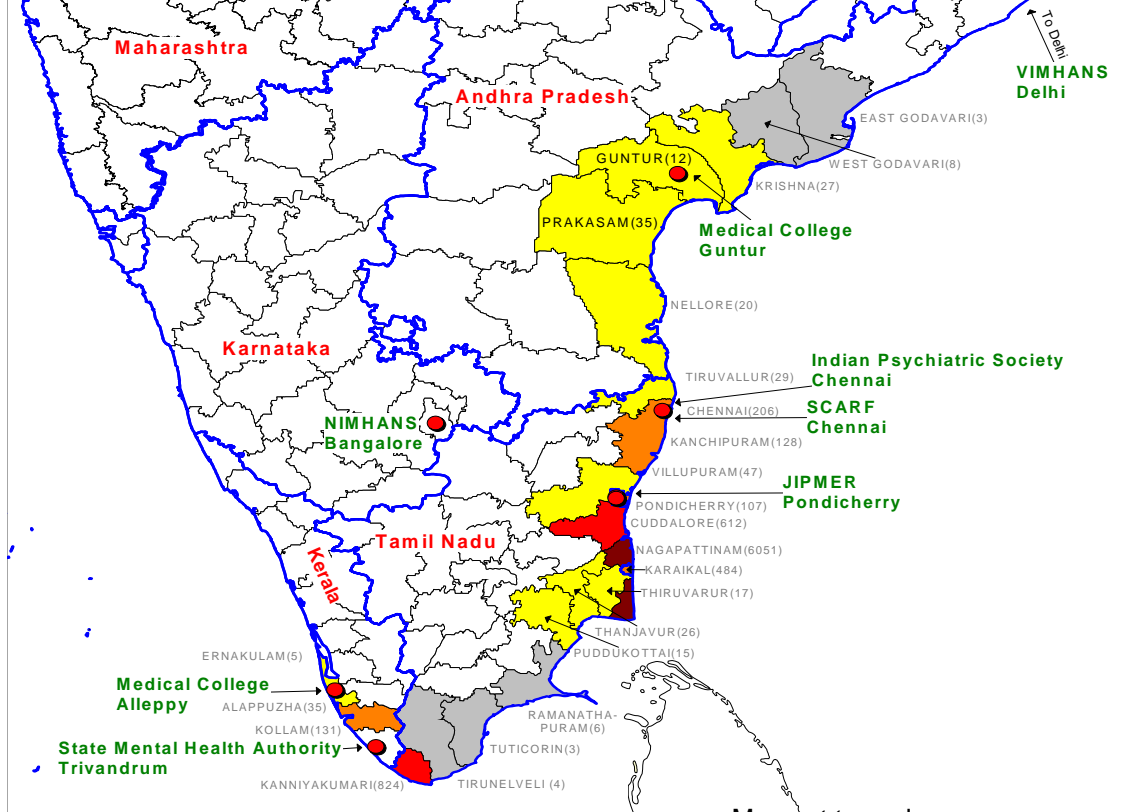 Maharashtra
Andhra Pradesh
To Delhi
VIMHANS
Delhi
EAST GODAVARI(3)
WEST GODAVARI(8)
GUNTUR(12)
KRISHNA(27)
PRAKASAM(35)
Medical College
Guntur
NELLORE(20)
Karnataka
Indian Psychiatric Society
Chennai
TIRUVALLUR(29)
SCARF
Chennai
CHENNAI(206)
NIMHANS
Bangalore
KANCHIPURAM(128)
VILLUPURAM(47)
JIPMER
Pondicherry
PONDICHERRY(107)
CUDDALORE(612)
Tamil Nadu
NAGAPATTINAM(6051)
Kerala
KARAIKAL(484)
THIRUVARUR(17)
THANJAVUR(26)
PUDDUKOTTAI(15)
ERNAKULAM(5)
Medical College
Alleppy
ALAPPUZHA(35)
RAMANATHA-
PURAM(6)
KOLLAM(131)
State Mental Health Authority
Trivandrum
TUTICORIN(3)
KANNIYAKUMARI(824)
TIRUNELVELI (4)